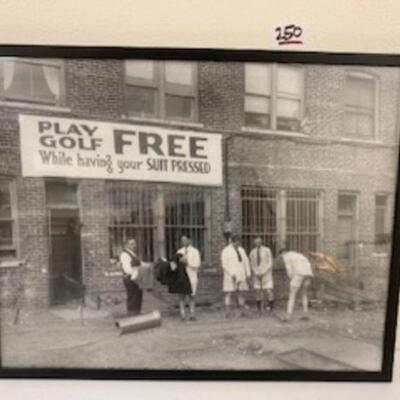 250
PLAY GOLF FREE
While having your SUIT PRESSED